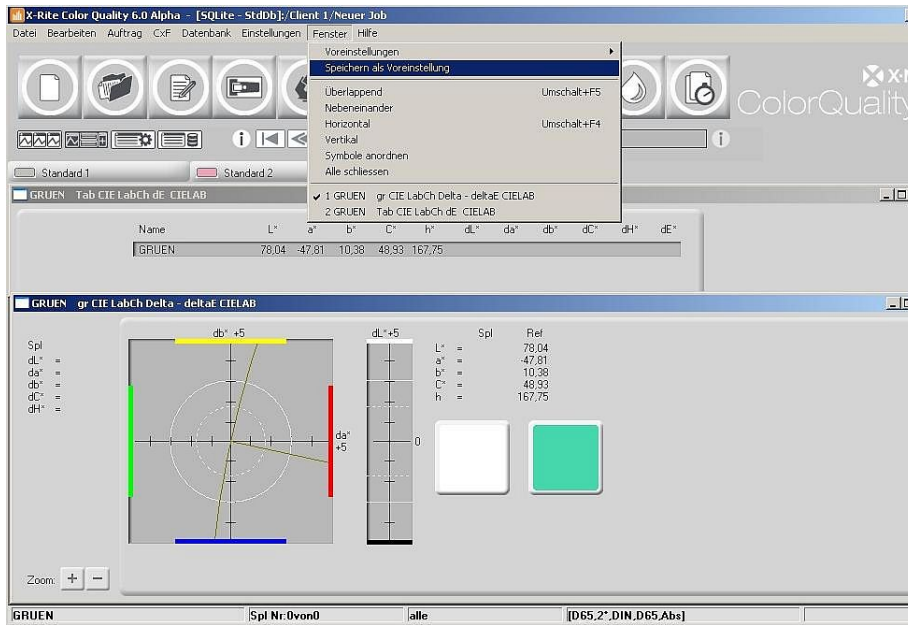 X-Rite Color Quality 6.0 Alpha - [SQLite - StdDb]:/Client 1/Neuer Job
Datei Bearbeiten Auftrag CxF Datenbank Einstellungen Fenster Hilfe
Voreinstellungen
Speichern als Voreinstellung
Überlappend Umschalt+F5
Nebeneinander
Horizontal Umschalt+F4
Vertikal
Symbole anordnen
Alle schliessen
1 GRUEN gr CIE LabCh Delta - deltaE CIELAB
2 GRUEN Tab CIE LabCh dE CIELAB
ColorQuality
Standard 1 Standard 2
GRUEN Tab CIE LabCh dE CIELAB
Name L* a* b* C* h* dL* da* db* dC* dH* dE*
GRUEN 78,04 -47,81 10,38 48,93 167,75
GRUEN gr CIE LabCh Delta - deltaE CIELAB
db* +5 dL*+5 Spl Ref
Spl
dL* =
da* =
db* =
dC* =
dH* =
da*
+5
0
L* = 78,04
a* = -47,81
b* = 10,38
C* = 48,93
h = 167,75
Zoom: + -
GRUEN Spl Nr:0von0 alle [D65,2°,DIN,D65,Abs]